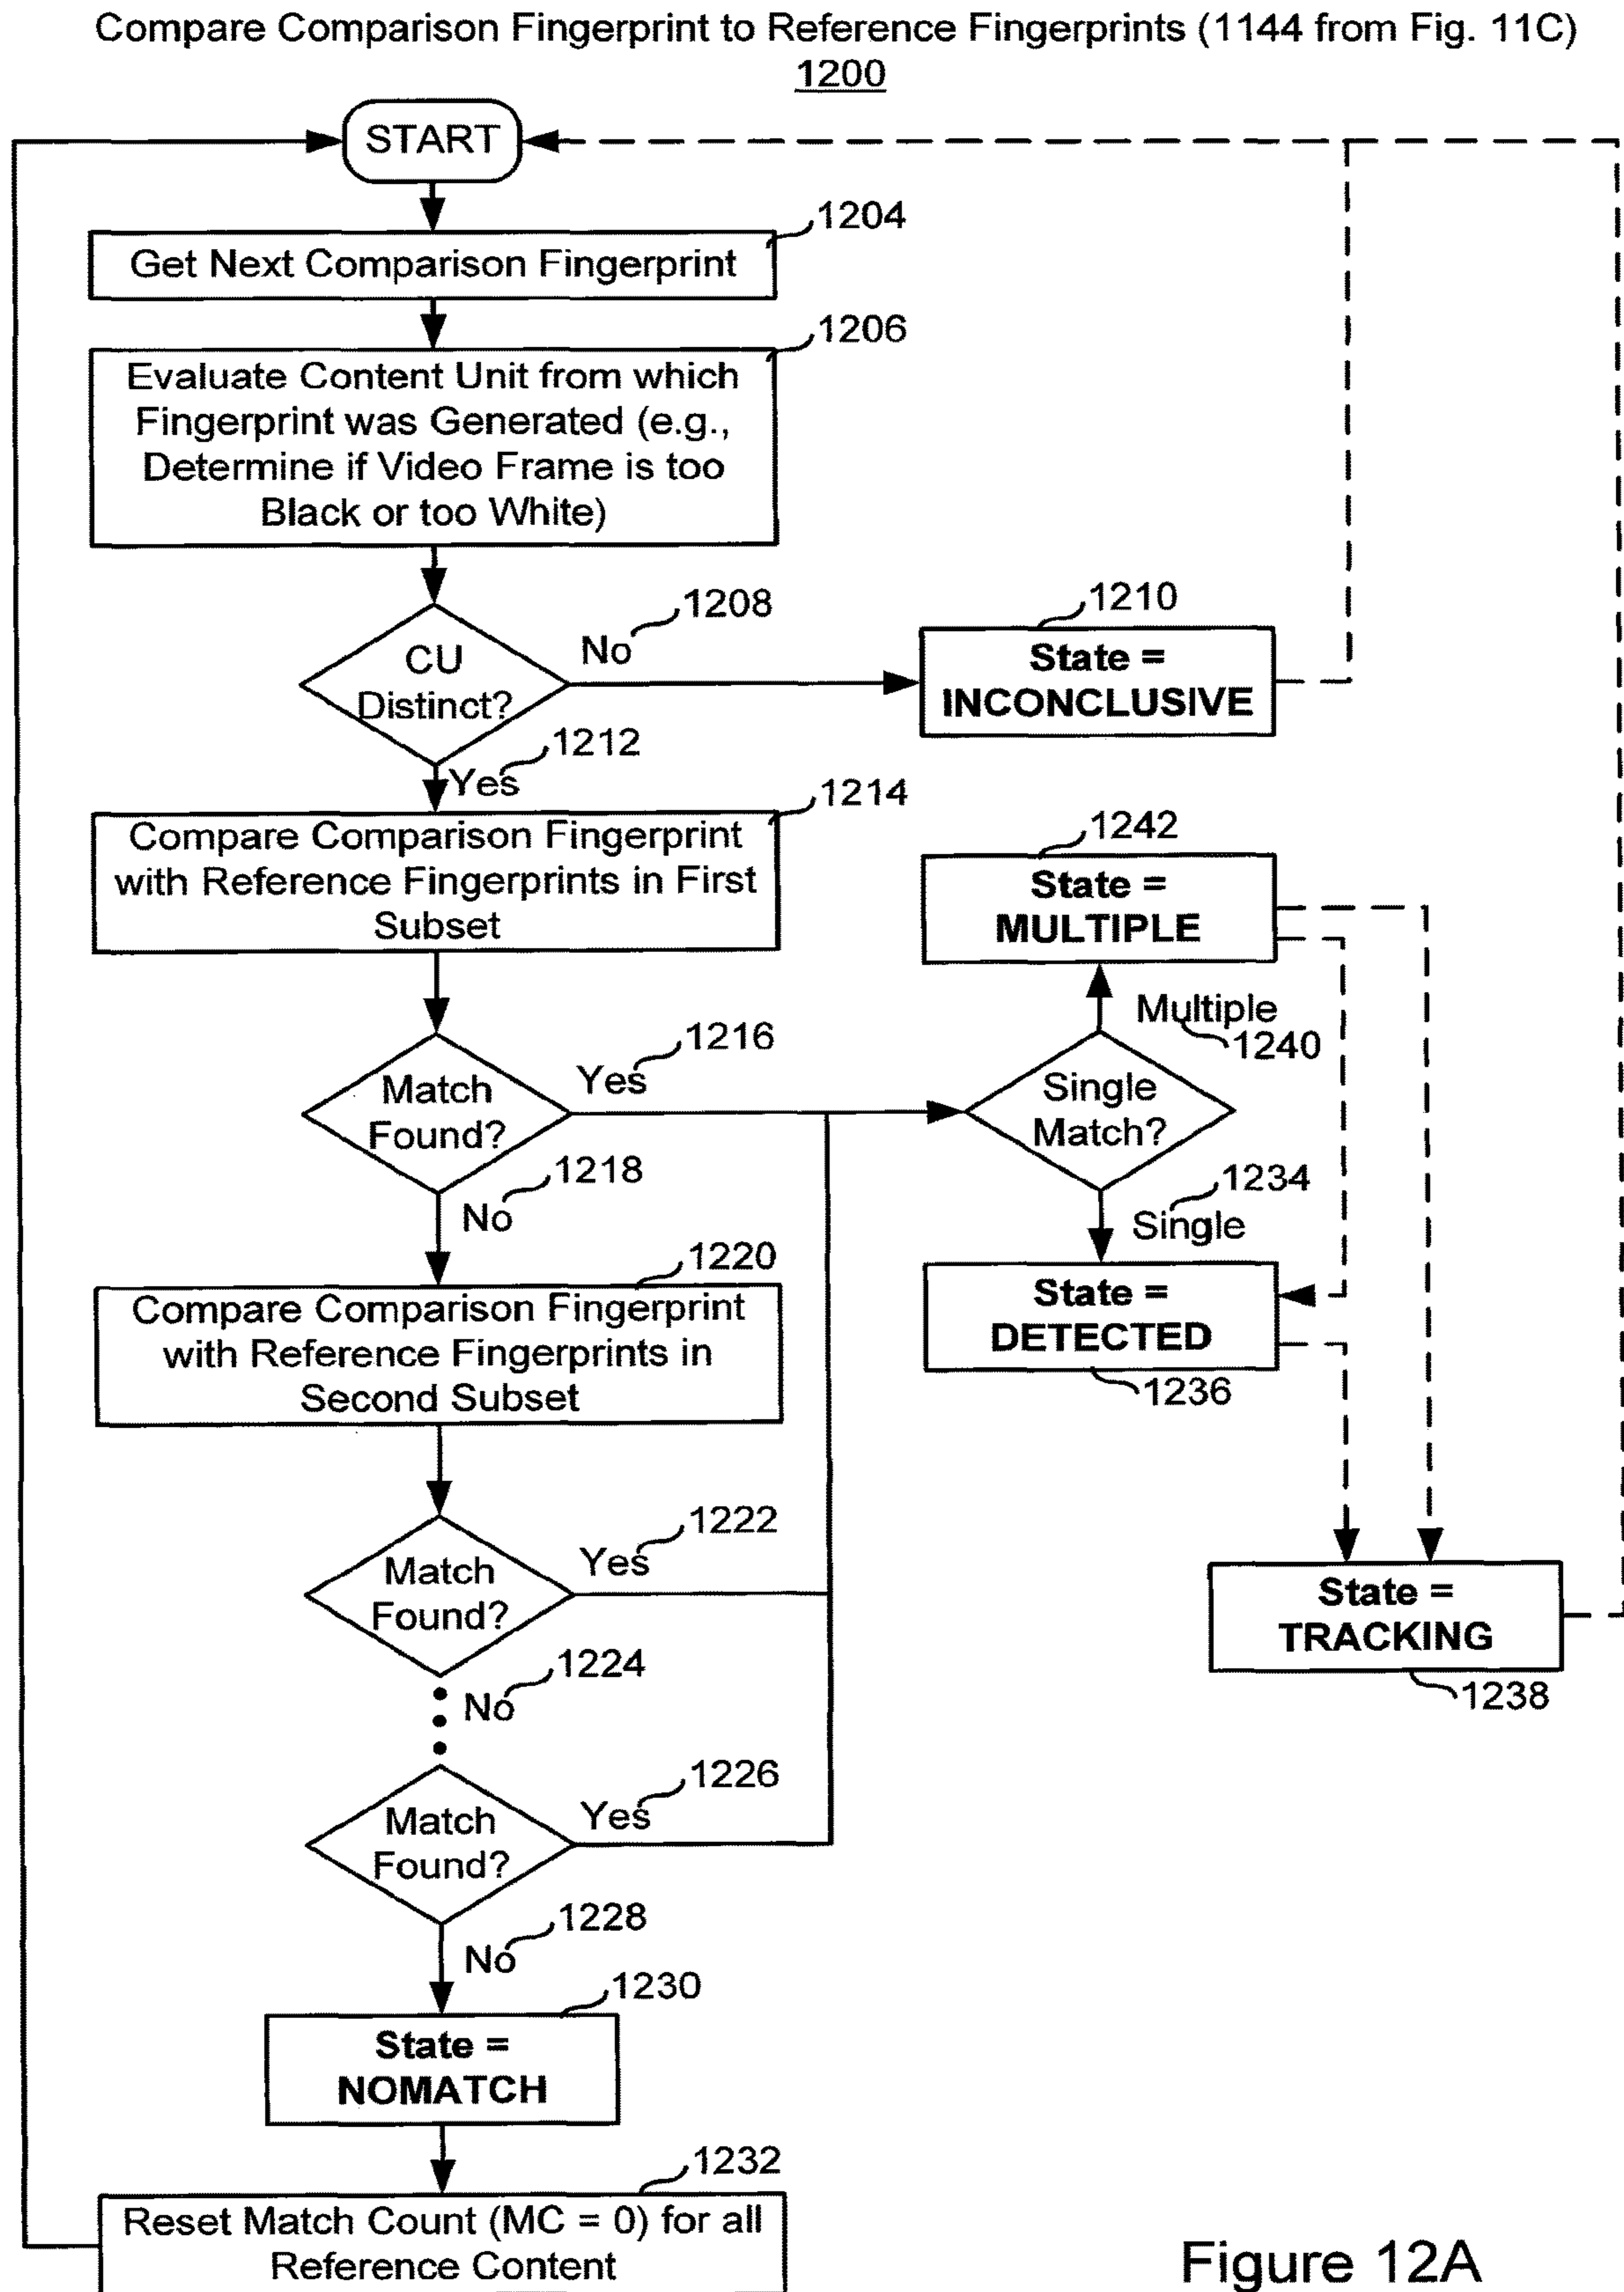 Compare Comparison Fingerprint to Reference Fingerprints (1144 from Fig. 11C)
1200
START
1204
Get Next Comparison Fingerprint
1206
Evaluate Content Unit from which
Fingerprint was Generated (e.g.,
Determine if Video Frame is too
Black or too White)
1208
No
CU
Distinct?
1210
State =
INCONCLUSIVE
1212
Yes
1214
Compare Comparison Fingerprint
with Reference Fingerprints in First
Subset
1242
State =
MULTIPLE
Multiple
1240
1216
Yes
Match
Found?
Single
Match?
1218
No
1234
Single
1220
Compare Comparison Fingerprint
with Reference Fingerprints in
Second Subset
State =
DETECTED
1236
1222
Yes
Match
Found?
State =
TRACKING
1238
1224
No
1226
Yes
Match
Found?
1228
No
1230
State =
NOMATCH
1232
Reset Match Count (MC = 0) for all
Reference Content
Figure 12A